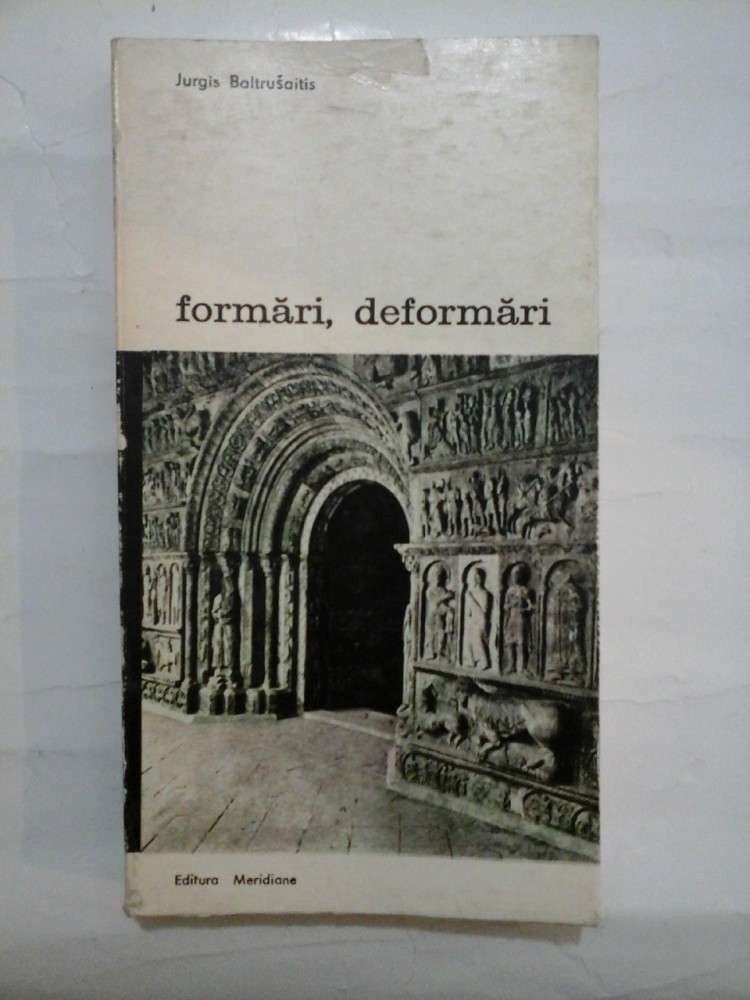 Jurgis Baltrušaitis
formări, deformări
Editura Meridiane